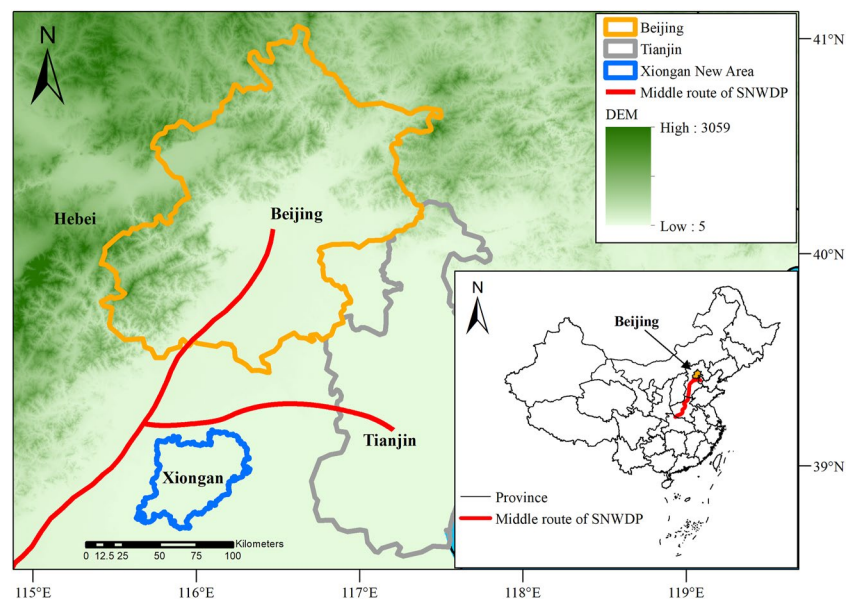 N
Beijing
Tianjin
Xiongan New Area
Middle route of SNWDP
DEM
High : 3059
Low : 5
41°N
40°N
39°N
Hebei
Beijing
Tianjin
Xiongan
Kilometers
0 12.5 25 50 75 100
N
Beijing
Province
Middle route of SNWDP
115°E 116°E 117°E 118°E 119°E